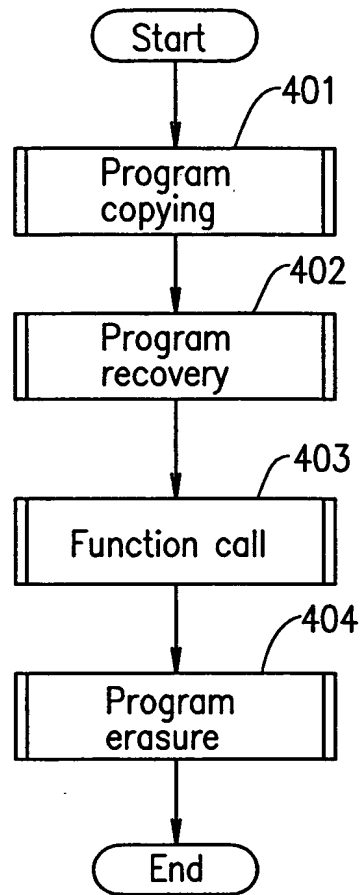 Start
401
Program
copying
402
Program
recovery
403
Function call
404
Program
erasure
End